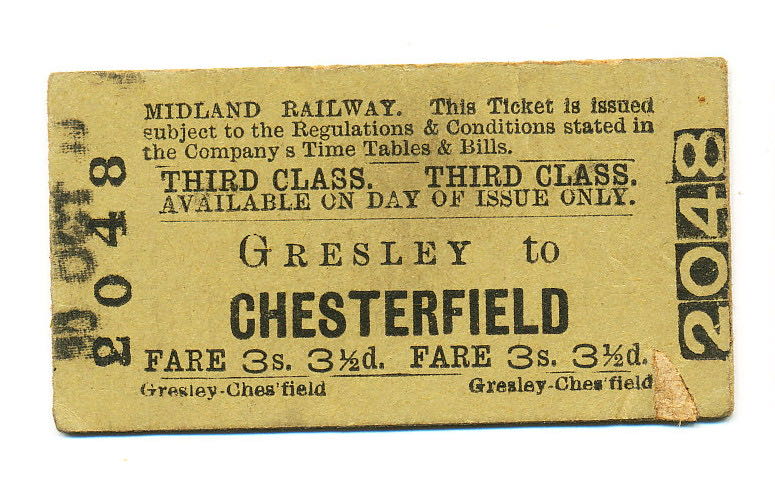 MIDLAND RAILWAY. This Ticket is issued
subject to the Regulations & Conditions stated in
the Company's Time Tables & Bills.
THIRD CLASS. THIRD CLASS.
AVAILABLE ON DAY OF ISSUE ONLY.
GRESLEY to
CHESTERFIELD
FARE 3s. 3½d. FARE 3s. 3½d.
Gresley-Ches'field Gresley-Ches'field
2048
2048
OCT